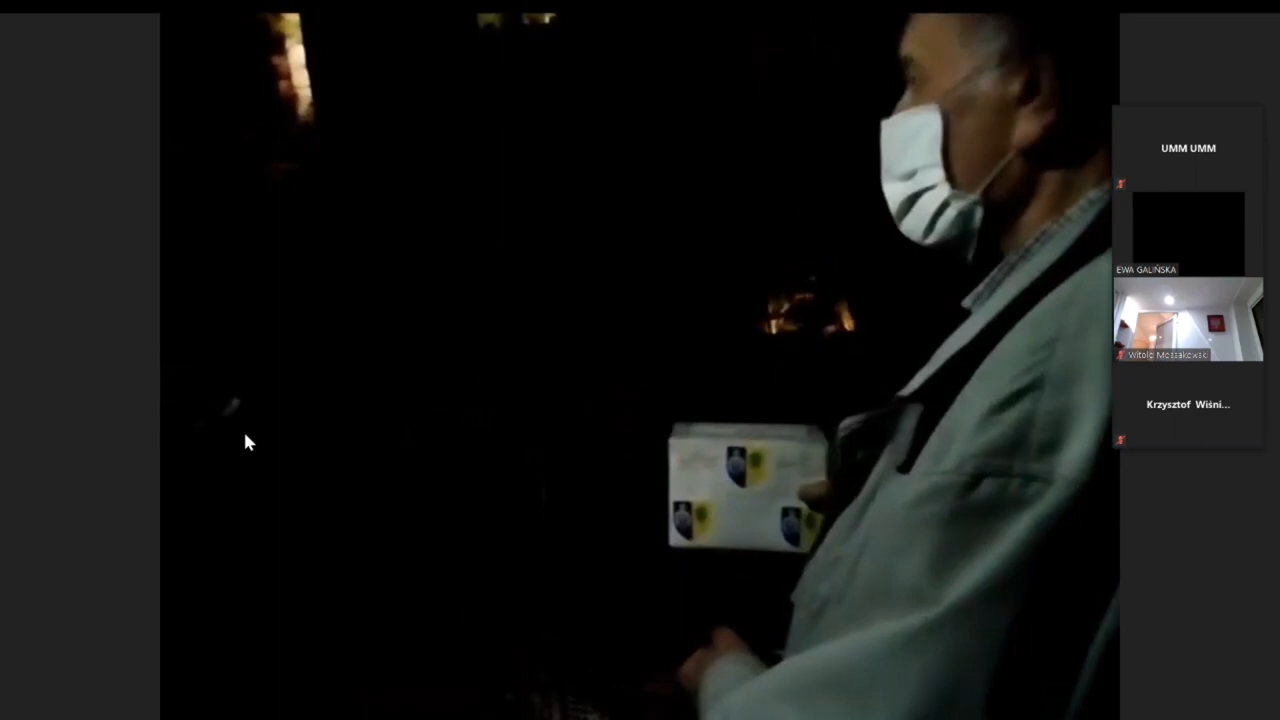 UMM UMM
EWA GALIŃSKA
Witold Mossakowski
Krzysztof Wiśni...